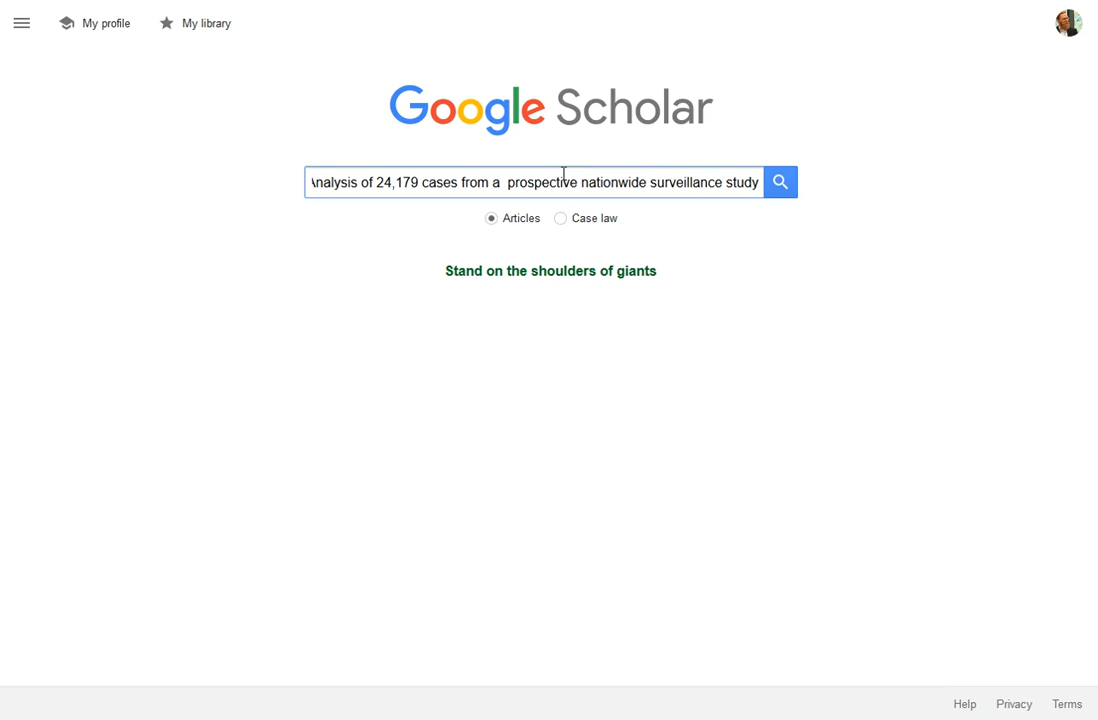 My profile
My library
Google Scholar
Analysis of 24,179 cases from a  prospective nationwide surveillance study
Articles
Case law
Stand on the shoulders of giants
Help
Privacy
Terms